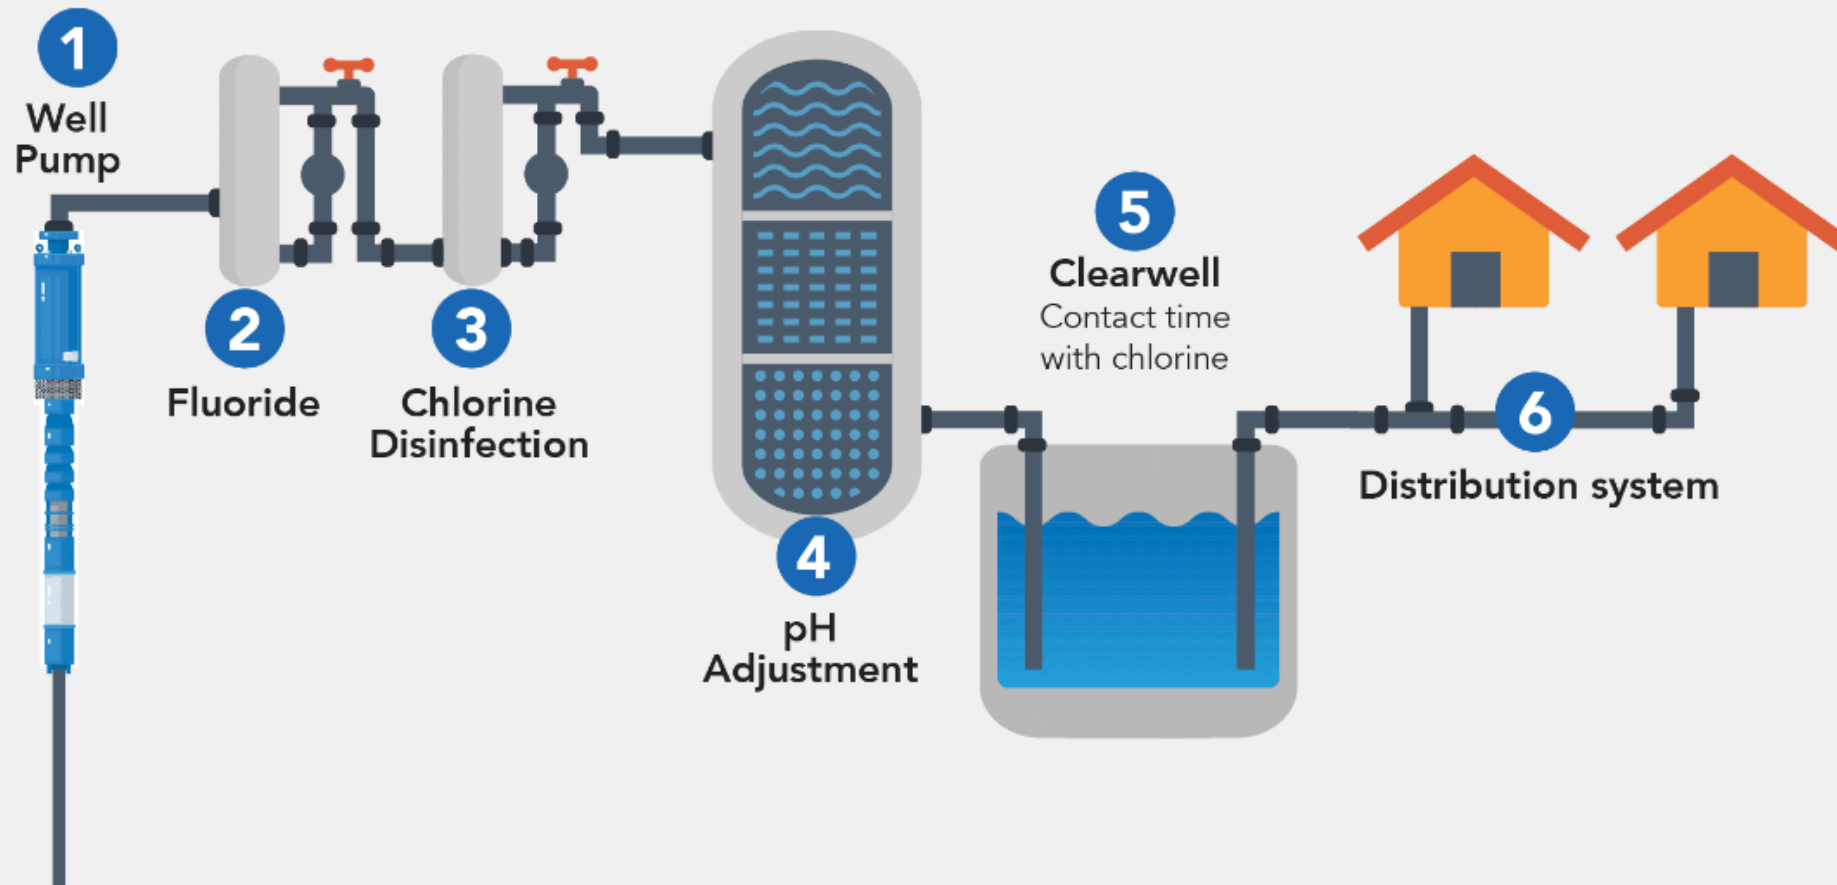 1
Well
Pump
2
Fluoride
3
Chlorine
Disinfection
4
pH
Adjustment
5
Clearwell
Contact time
with chlorine
6
Distribution system